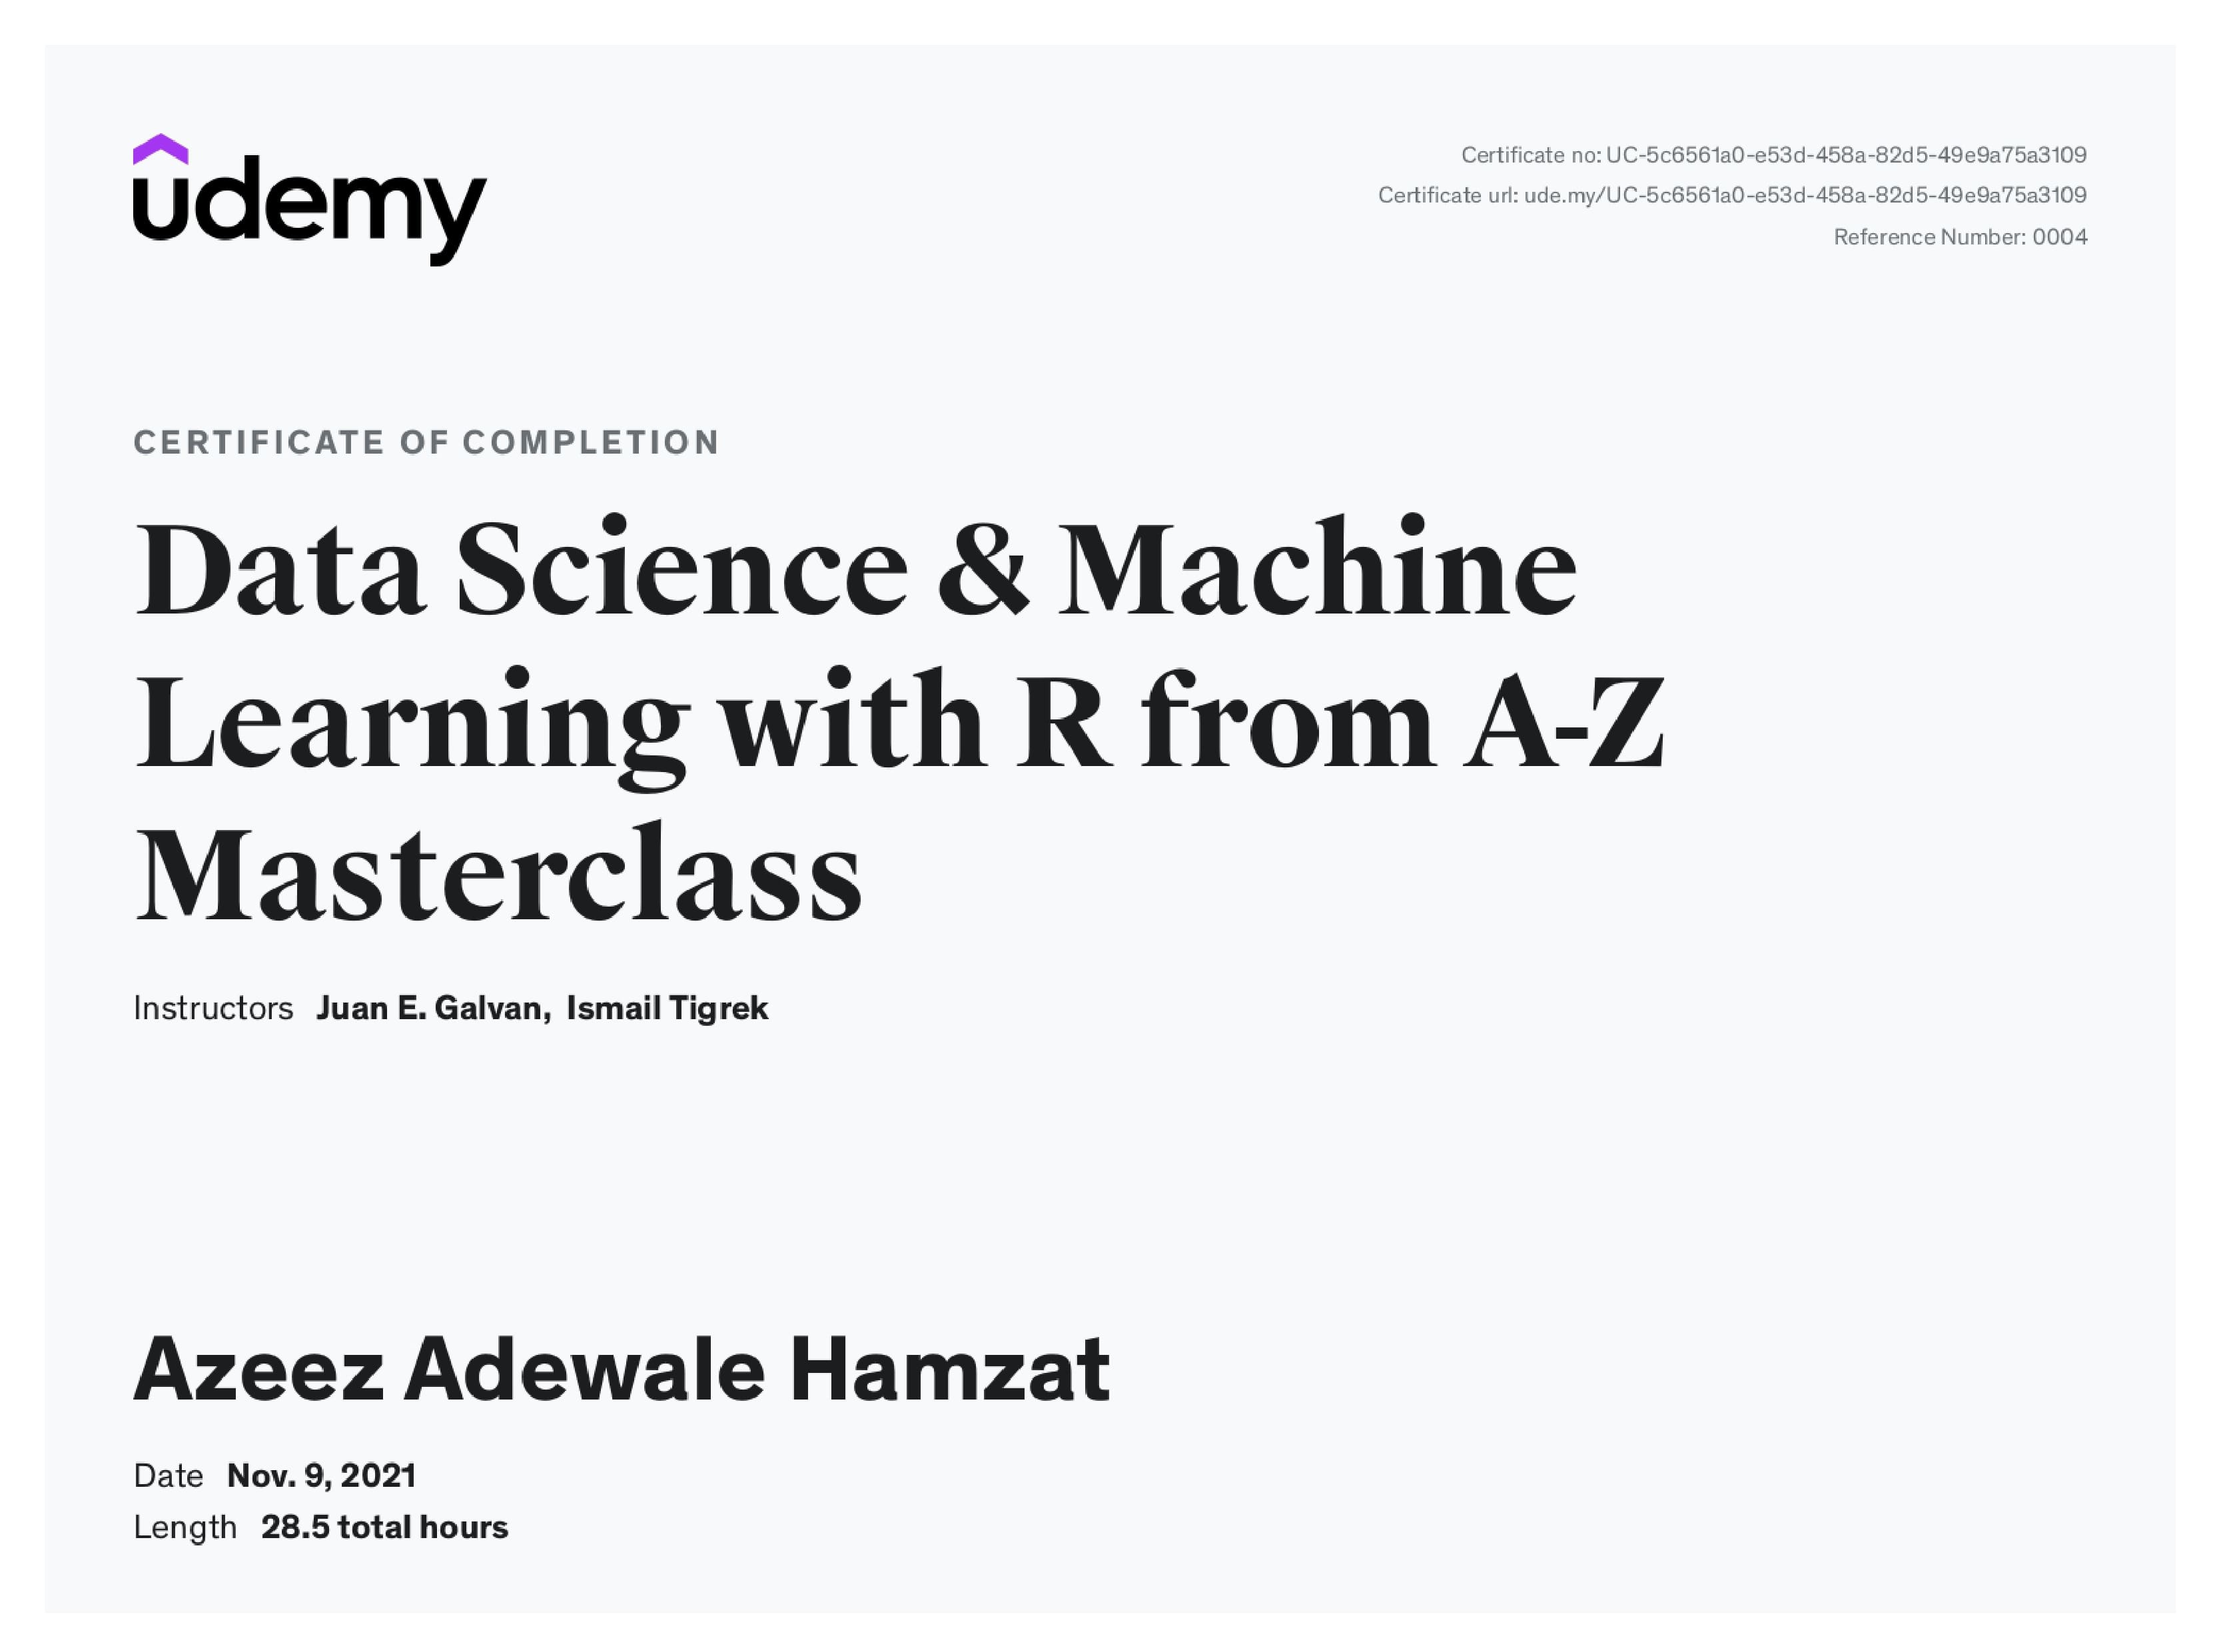 udemy
Certificate no: UC-5c6561a0-e53d-458a-82d5-49e9a75a3109
Certificate url: ude.my/UC-5c6561a0-e53d-458a-82d5-49e9a75a3109
Reference Number: 0004
CERTIFICATE OF COMPLETION
Data Science & Machine
Learning with R from A-Z
Masterclass
Instructors Juan E. Galvan, Ismail Tigrek
Azeez Adewale Hamzat
Date Nov. 9, 2021
Length 28.5 total hours